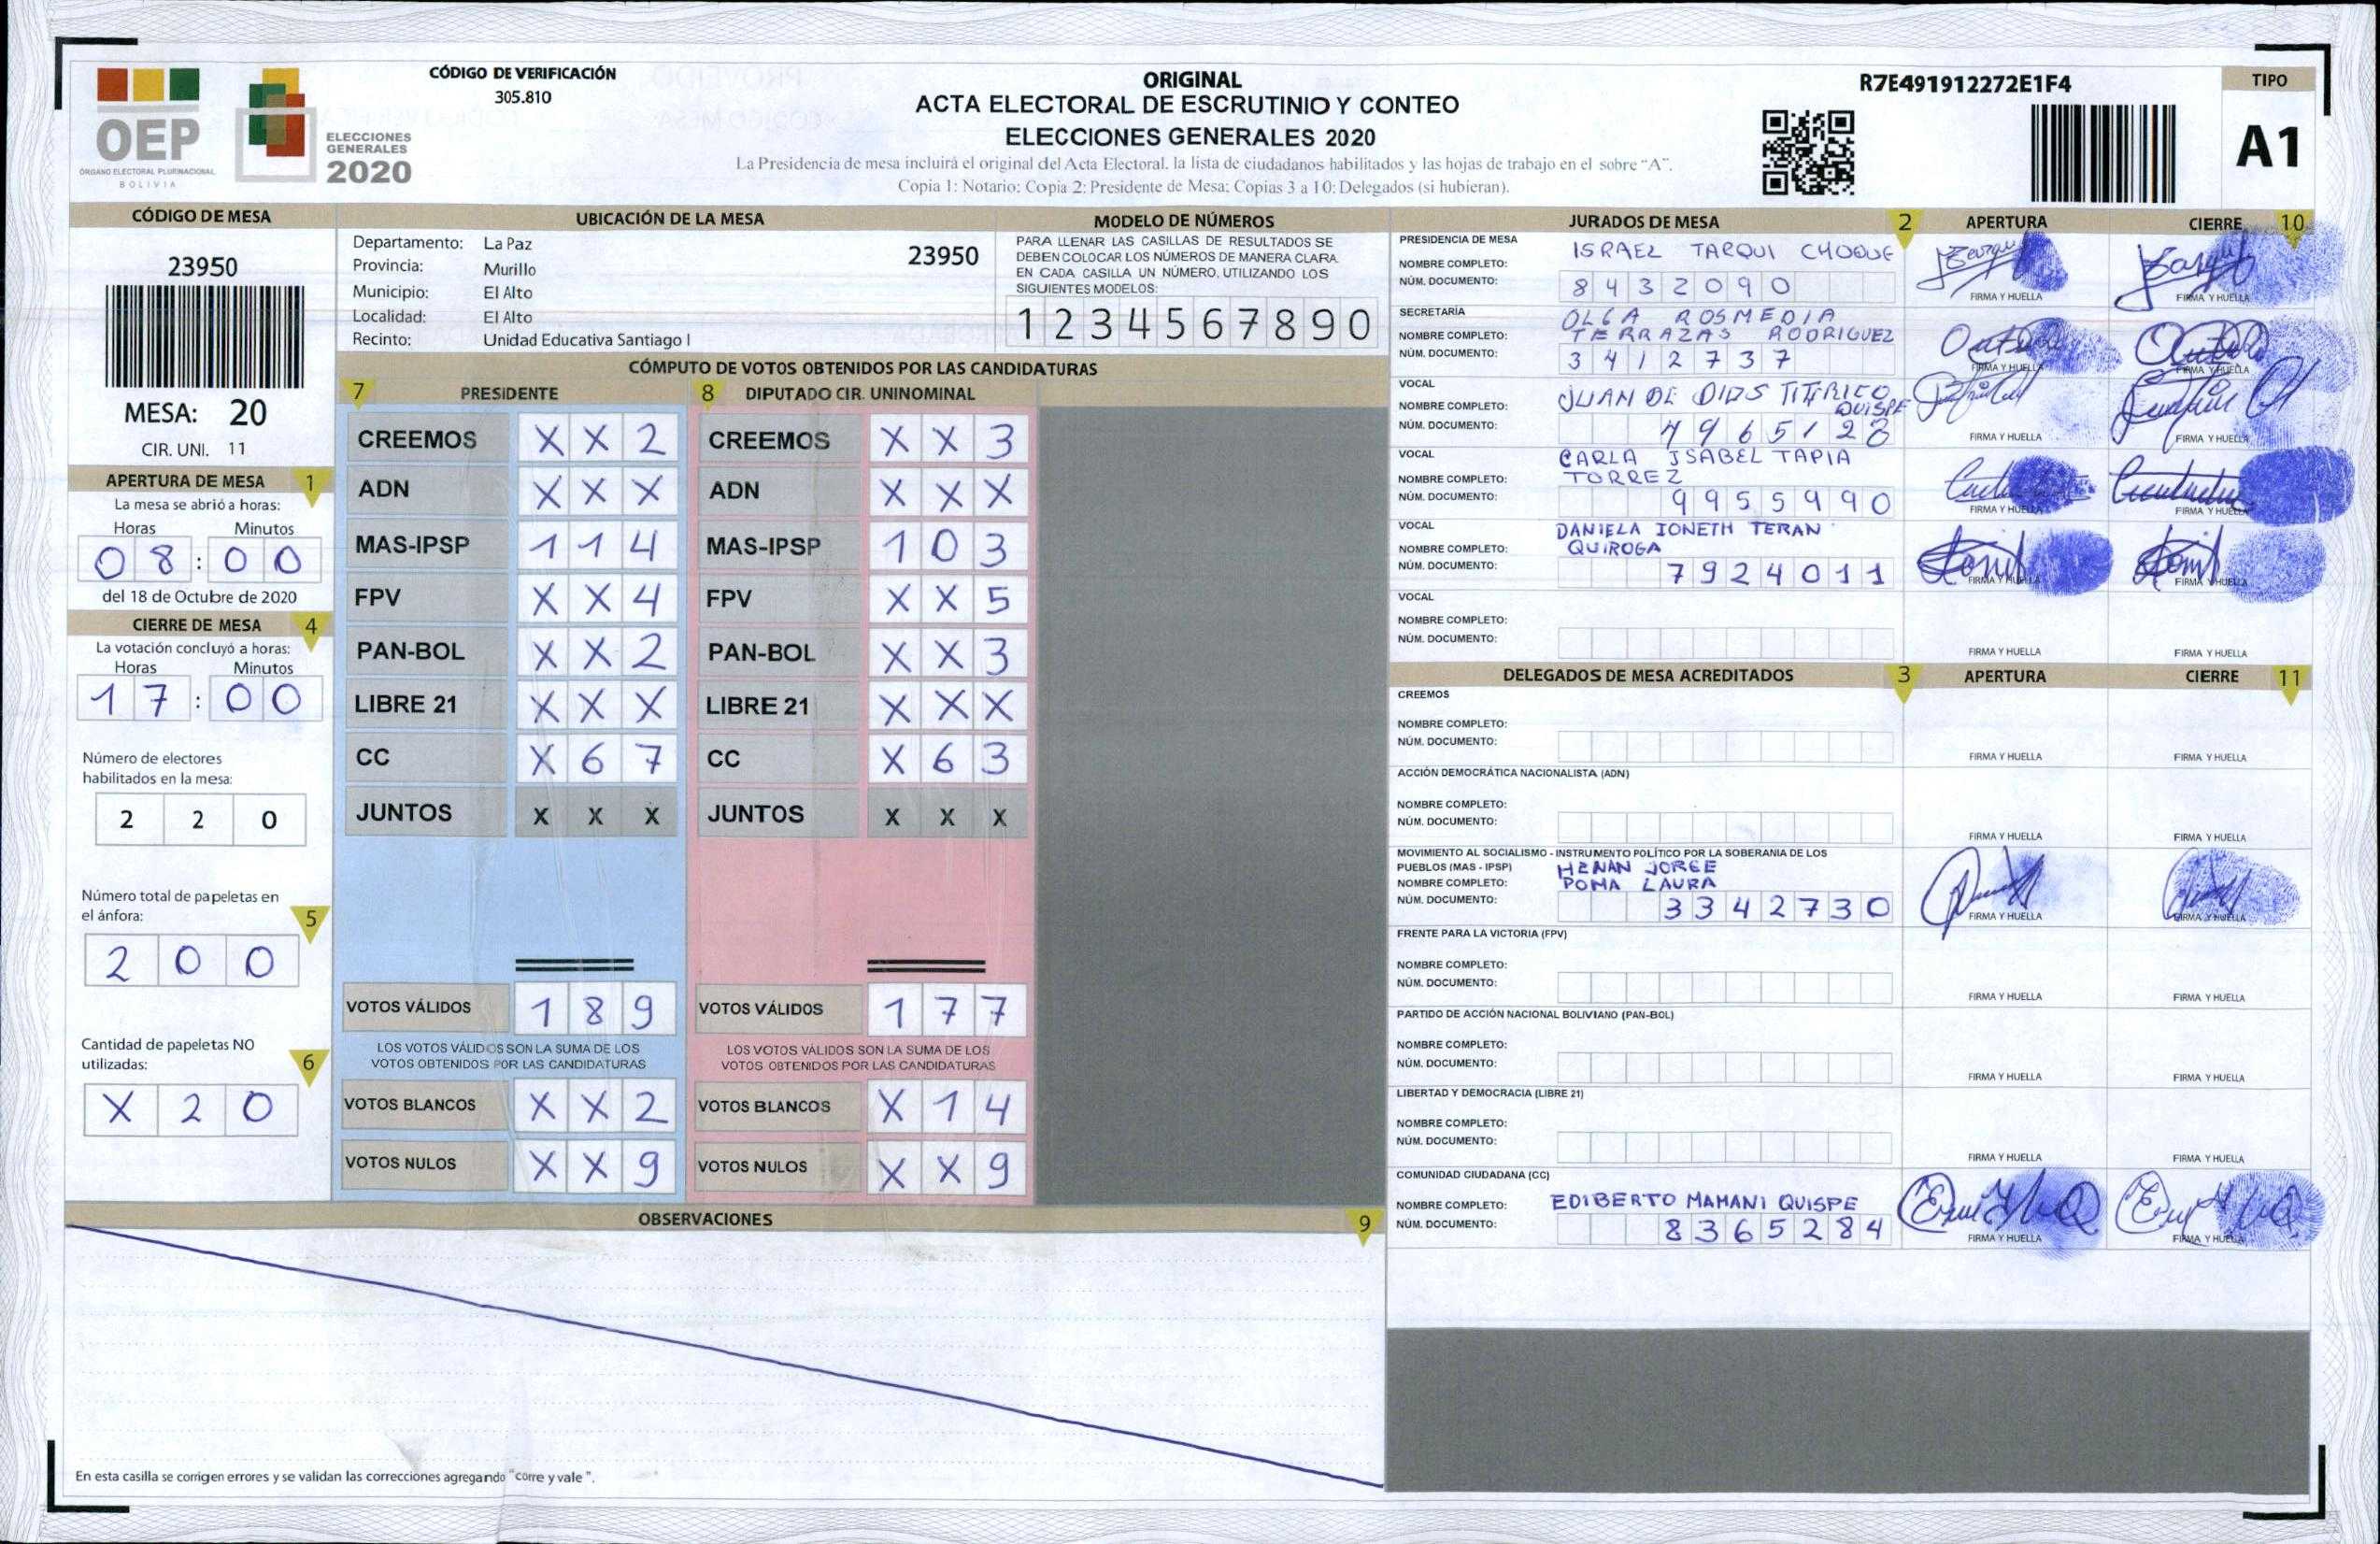 OEP
ÓRGANO ELECTORAL PLURINACIONAL
BOLIVIA
ELECCIONES
GENERALES
2020
CÓDIGO DE VERIFICACIÓN
305.810
ORIGINAL
ACTA ELECTORAL DE ESCRUTINIO Y CONTEO
ELECCIONES GENERALES 2020
La Presidencia de mesa incluirá el original del Acta Electoral. la lista de ciudadanos habilitados y las hojas de trabajo en el sobre "A".
Copia 1: Notario; Copia 2: Presidente de Mesa; Copias 3 a 10: Delegados (si hubieran).
R7E491912272E1F4
TIPO
A1
CÓDIGO DE MESA
23950
MESA: 20
CIR. UNI. 11
APERTURA DE MESA 1
La mesa se abrió a horas:
Horas Minutos
08:00
del 18 de Octubre de 2020
CIERRE DE MESA 4
La votación concluyó a horas:
Horas Minutos
17:00
Número de electores
habilitados en la mesa:
2 2 0
Número total de papeletas en
el ánfora:
5
2 0 0
Cantidad de papeletas NO
utilizadas:
6
X 2 0
UBICACIÓN DE LA MESA
Departamento: La Paz 23950
Provincia: Murillo
Municipio: El Alto
Localidad: El Alto
Recinto: Unidad Educativa Santiago I
MODELO DE NÚMEROS
PARA LLENAR LAS CASILLAS DE RESULTADOS SE
DEBEN COLOCAR LOS NÚMEROS DE MANERA CLARA.
EN CADA CASILLA UN NÚMERO, UTILIZANDO LOS
SIGUIENTES MODELOS:
1 2 3 4 5 6 7 8 9 0
CÓMPUTO DE VOTOS OBTENIDOS POR LAS CANDIDATURAS
7 PRESIDENTE
CREEMOS X X 2
ADN X X X
MAS-IPSP 1 1 4
FPV X X 4
PAN-BOL X X 2
LIBRE 21 X X X
CC X 6 7
JUNTOS X X X
VOTOS VÁLIDOS 1 8 9
LOS VOTOS VÁLIDOS SON LA SUMA DE LOS
VOTOS OBTENIDOS POR LAS CANDIDATURAS
VOTOS BLANCOS X X 2
VOTOS NULOS X X 9
8 DIPUTADO CIR. UNINOMINAL
CREEMOS X X 3
ADN X X X
MAS-IPSP 1 0 3
FPV X X 5
PAN-BOL X X 3
LIBRE 21 X X X
CC X 6 3
JUNTOS X X X
VOTOS VÁLIDOS 1 7 7
LOS VOTOS VÁLIDOS SON LA SUMA DE LOS
VOTOS OBTENIDOS POR LAS CANDIDATURAS
VOTOS BLANCOS X 1 4
VOTOS NULOS X X 9
OBSERVACIONES 9
En esta casilla se corrigen errores y se validan las correcciones agregando "corre y vale".
JURADOS DE MESA 2 APERTURA CIERRE 10
PRESIDENCIA DE MESA
NOMBRE COMPLETO: ISRAEL TARQUI CHOQUE
NÚM. DOCUMENTO: 8432090
FIRMA Y HUELLA FIRMA Y HUELLA
SECRETARÍA
NOMBRE COMPLETO: OLGA ROSMEDIA
TERRAZAS RODRIGUEZ
NÚM. DOCUMENTO: 3412737
FIRMA Y HUELLA FIRMA Y HUELLA
VOCAL
NOMBRE COMPLETO: JUAN DE DIOS TITIRICO
QUISPE
NÚM. DOCUMENTO:
FIRMA Y HUELLA FIRMA Y HUELLA
VOCAL
NOMBRE COMPLETO: CARLA ISABEL TAPIA
TORREZ
NÚM. DOCUMENTO: 9955990
FIRMA Y HUELLA FIRMA Y HUELLA
VOCAL
NOMBRE COMPLETO: DANIELA IONETH TERAN
QUIROGA
NÚM. DOCUMENTO: 7924011
FIRMA Y HUELLA FIRMA Y HUELLA
VOCAL
NOMBRE COMPLETO:
NÚM. DOCUMENTO:
FIRMA Y HUELLA FIRMA Y HUELLA
DELEGADOS DE MESA ACREDITADOS 3 APERTURA CIERRE 11
CREEMOS
NOMBRE COMPLETO:
NÚM. DOCUMENTO:
FIRMA Y HUELLA FIRMA Y HUELLA
ACCIÓN DEMOCRÁTICA NACIONALISTA (ADN)
NOMBRE COMPLETO:
NÚM. DOCUMENTO:
FIRMA Y HUELLA FIRMA Y HUELLA
MOVIMIENTO AL SOCIALISMO - INSTRUMENTO POLÍTICO POR LA SOBERANIA DE LOS
PUEBLOS (MAS - IPSP) HENAN JORGE
NOMBRE COMPLETO: POMA LAURA
NÚM. DOCUMENTO: 3342730
FIRMA Y HUELLA FIRMA Y HUELLA
FRENTE PARA LA VICTORIA (FPV)
NOMBRE COMPLETO:
NÚM. DOCUMENTO:
FIRMA Y HUELLA FIRMA Y HUELLA
PARTIDO DE ACCIÓN NACIONAL BOLIVIANO (PAN-BOL)
NOMBRE COMPLETO:
NÚM. DOCUMENTO:
FIRMA Y HUELLA FIRMA Y HUELLA
LIBERTAD Y DEMOCRACIA (LIBRE 21)
NOMBRE COMPLETO:
NÚM. DOCUMENTO:
FIRMA Y HUELLA FIRMA Y HUELLA
COMUNIDAD CIUDADANA (CC)
NOMBRE COMPLETO: EDIBERTO MAMANI QUISPE
NÚM. DOCUMENTO: 8365284
FIRMA Y HUELLA FIRMA Y HUELLA